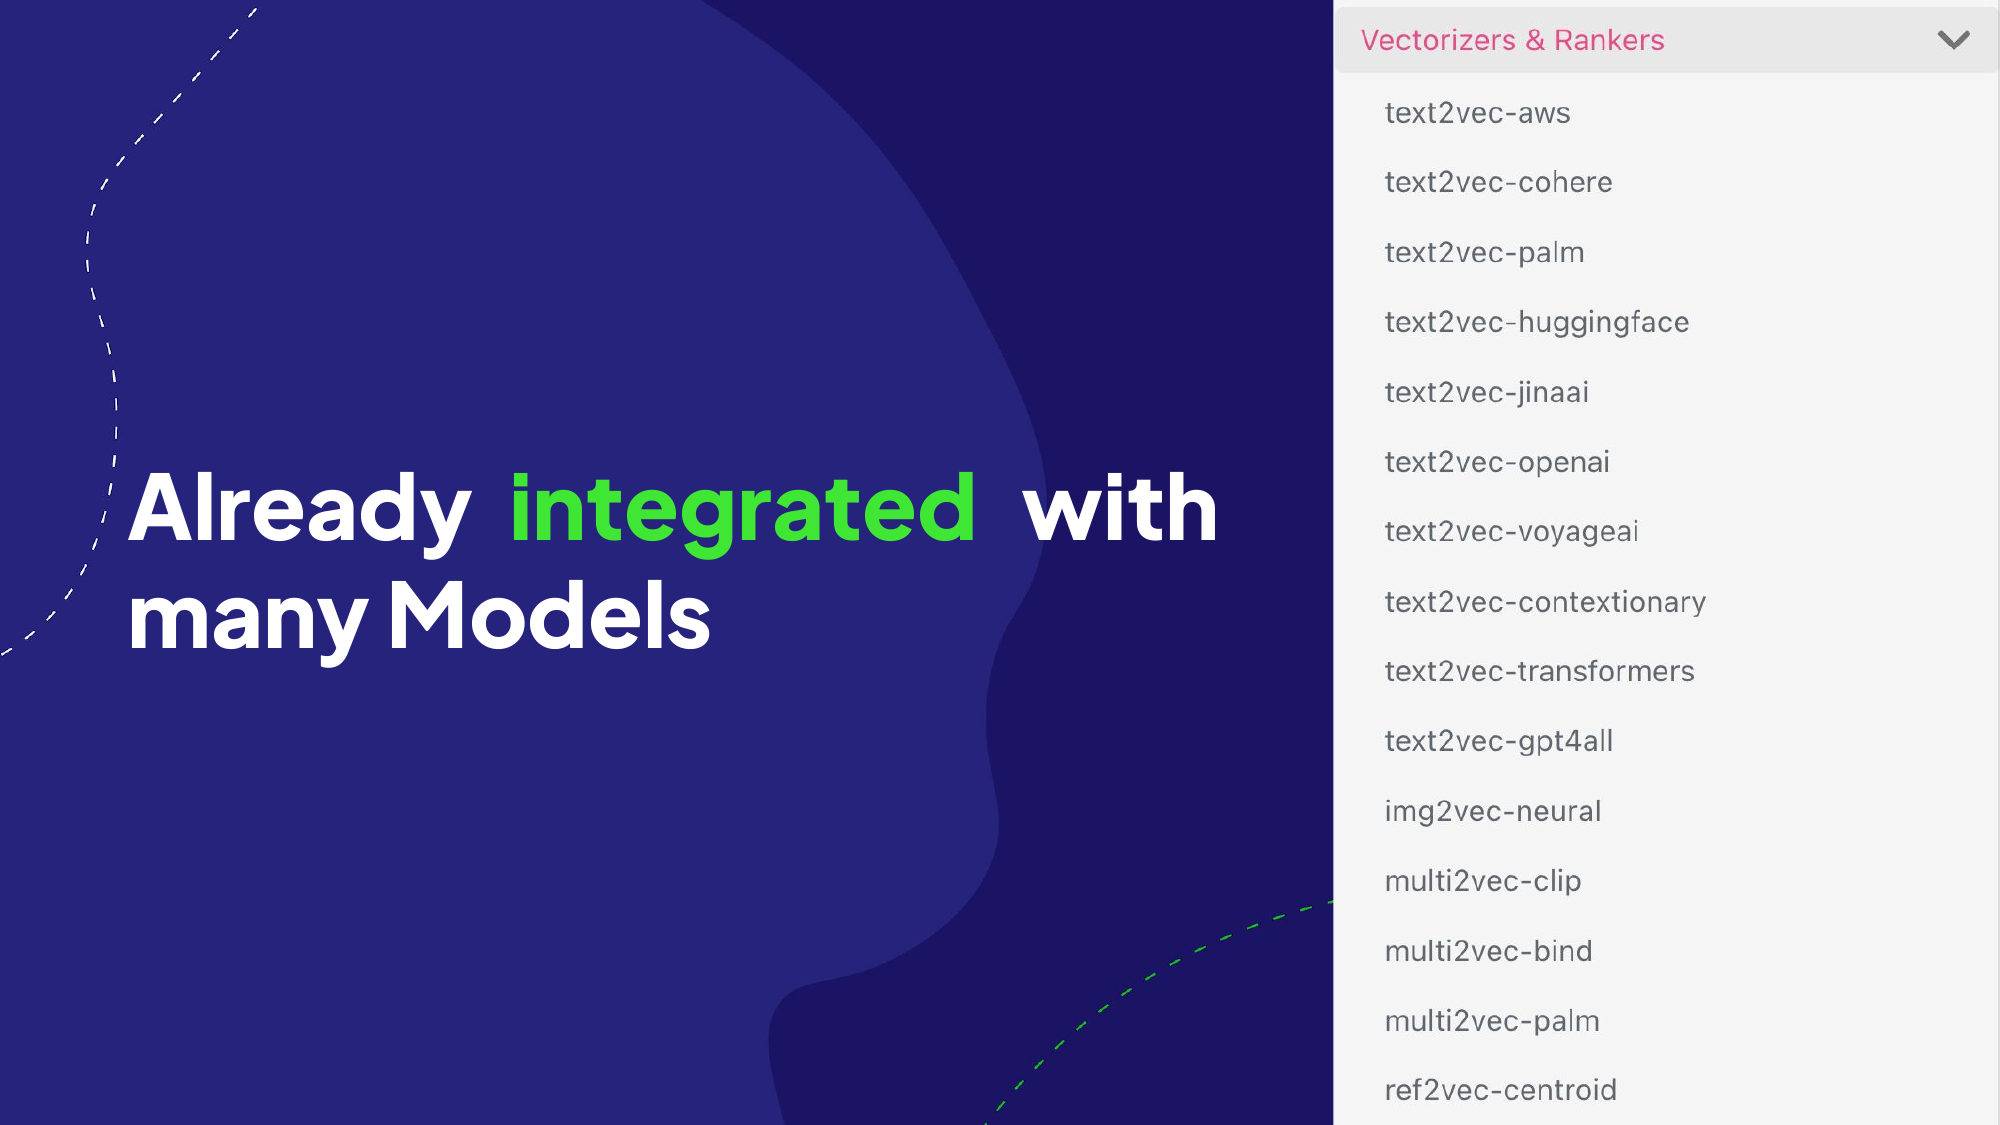 Already integrated with
many Models
Vectorizers & Rankers
text2vec-aws
text2vec-cohere
text2vec-palm
text2vec-huggingface
text2vec-jinaai
text2vec-openai
text2vec-voyageai
text2vec-contextionary
text2vec-transformers
text2vec-gpt4all
img2vec-neural
multi2vec-clip
multi2vec-bind
multi2vec-palm
ref2vec-centroid